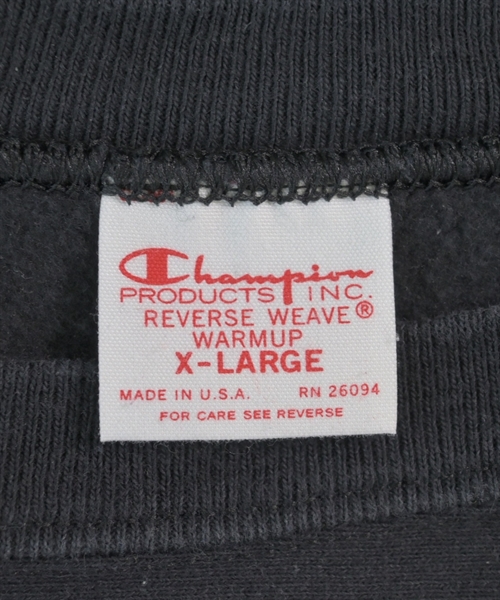 Champion
PRODUCTS INC.
REVERSE WEAVE®
WARMUP
X-LARGE
MADE IN U.S.A. RN 26094
FOR CARE SEE REVERSE